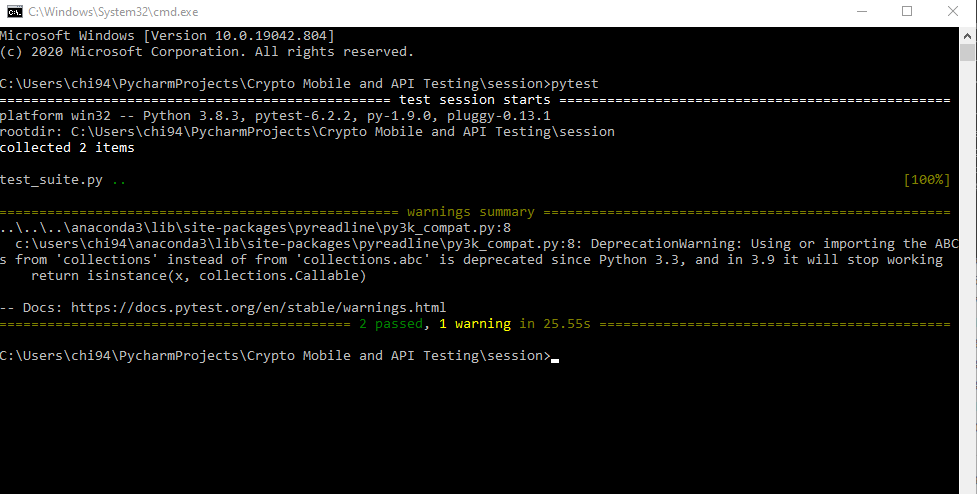 C:\Windows\System32\cmd.exe
Microsoft Windows [Version 10.0.19042.804]
(c) 2020 Microsoft Corporation. All rights reserved.
C:\Users\chi94\PycharmProjects\Crypto Mobile and API Testing\session>pytest
================================================= test session starts =================================================
platform win32 -- Python 3.8.3, pytest-6.2.2, py-1.9.0, pluggy-0.13.1
rootdir: C:\Users\chi94\PycharmProjects\Crypto Mobile and API Testing\session
collected 2 items
test_suite.py .. [100%]
================================================== warnings summary ===================================================
..\..\..\anaconda3\lib\site-packages\pyreadline\py3k_compat.py:8
c:\users\chi94\anaconda3\lib\site-packages\pyreadline\py3k_compat.py:8: DeprecationWarning: Using or importing the ABC
s from 'collections' instead of from 'collections.abc' is deprecated since Python 3.3, and in 3.9 it will stop working
return isinstance(x, collections.Callable)
-- Docs: https://docs.pytest.org/en/stable/warnings.html
============================================ 2 passed, 1 warning in 25.55s ============================================
C:\Users\chi94\PycharmProjects\Crypto Mobile and API Testing\session>